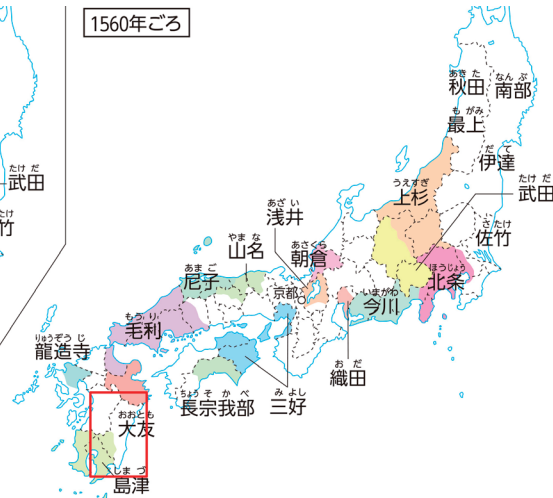 1560年ごろ
あきた
秋田
なんぶ
南部
もがみ
最上
だて
伊達
たけだ
武田
うえすぎ
上杉
たけだ
武田
さたけ
佐竹
たけ
竹
あざい
浅井
あさくら
朝倉
やまな
山名
あまご
尼子
京都
ほうじょう
北条
いまがわ
今川
もうり
毛利
りゅうぞうじ
龍造寺
おだ
織田
ちょうそかべ
長宗我部
みよし
三好
おおとも
大友
しまづ
島津